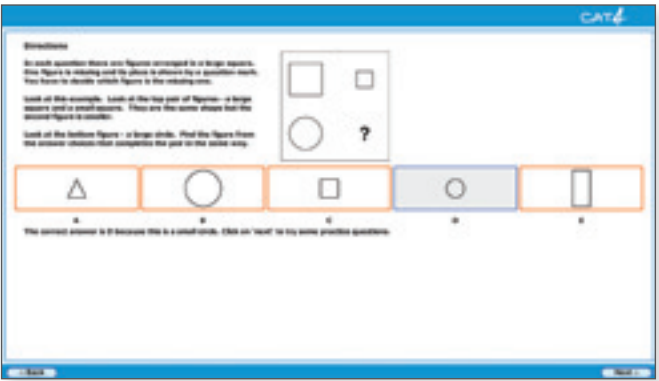 CAT4
Directions
In each question there are figures arranged in a large square.
One figure is missing and its place is shown by a question mark.
You have to decide which figure is the missing one.
Look at this example. Look at the top pair of figures - a large
square and a small square. They are the same shape but the
second figure is smaller.
Look at the bottom figure - a large circle. Find the figure from
the answer choices that completes the pair in the same way.
?
A B C D E
The correct answer is D because this is a small circle. Click on 'next' to try some practice questions.
Back Next